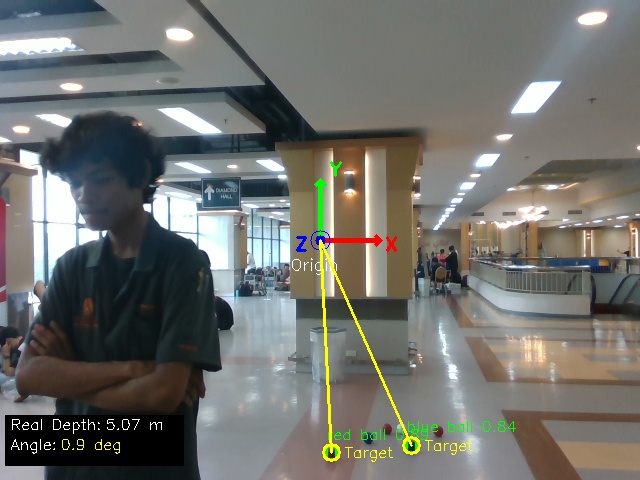 DIAMOND
HALL
Y
Z
X
Origin
ed ball 0.8
blue ball 0.84
Target
Target
Real Depth: 5.07 m
Angle: 0.9 deg